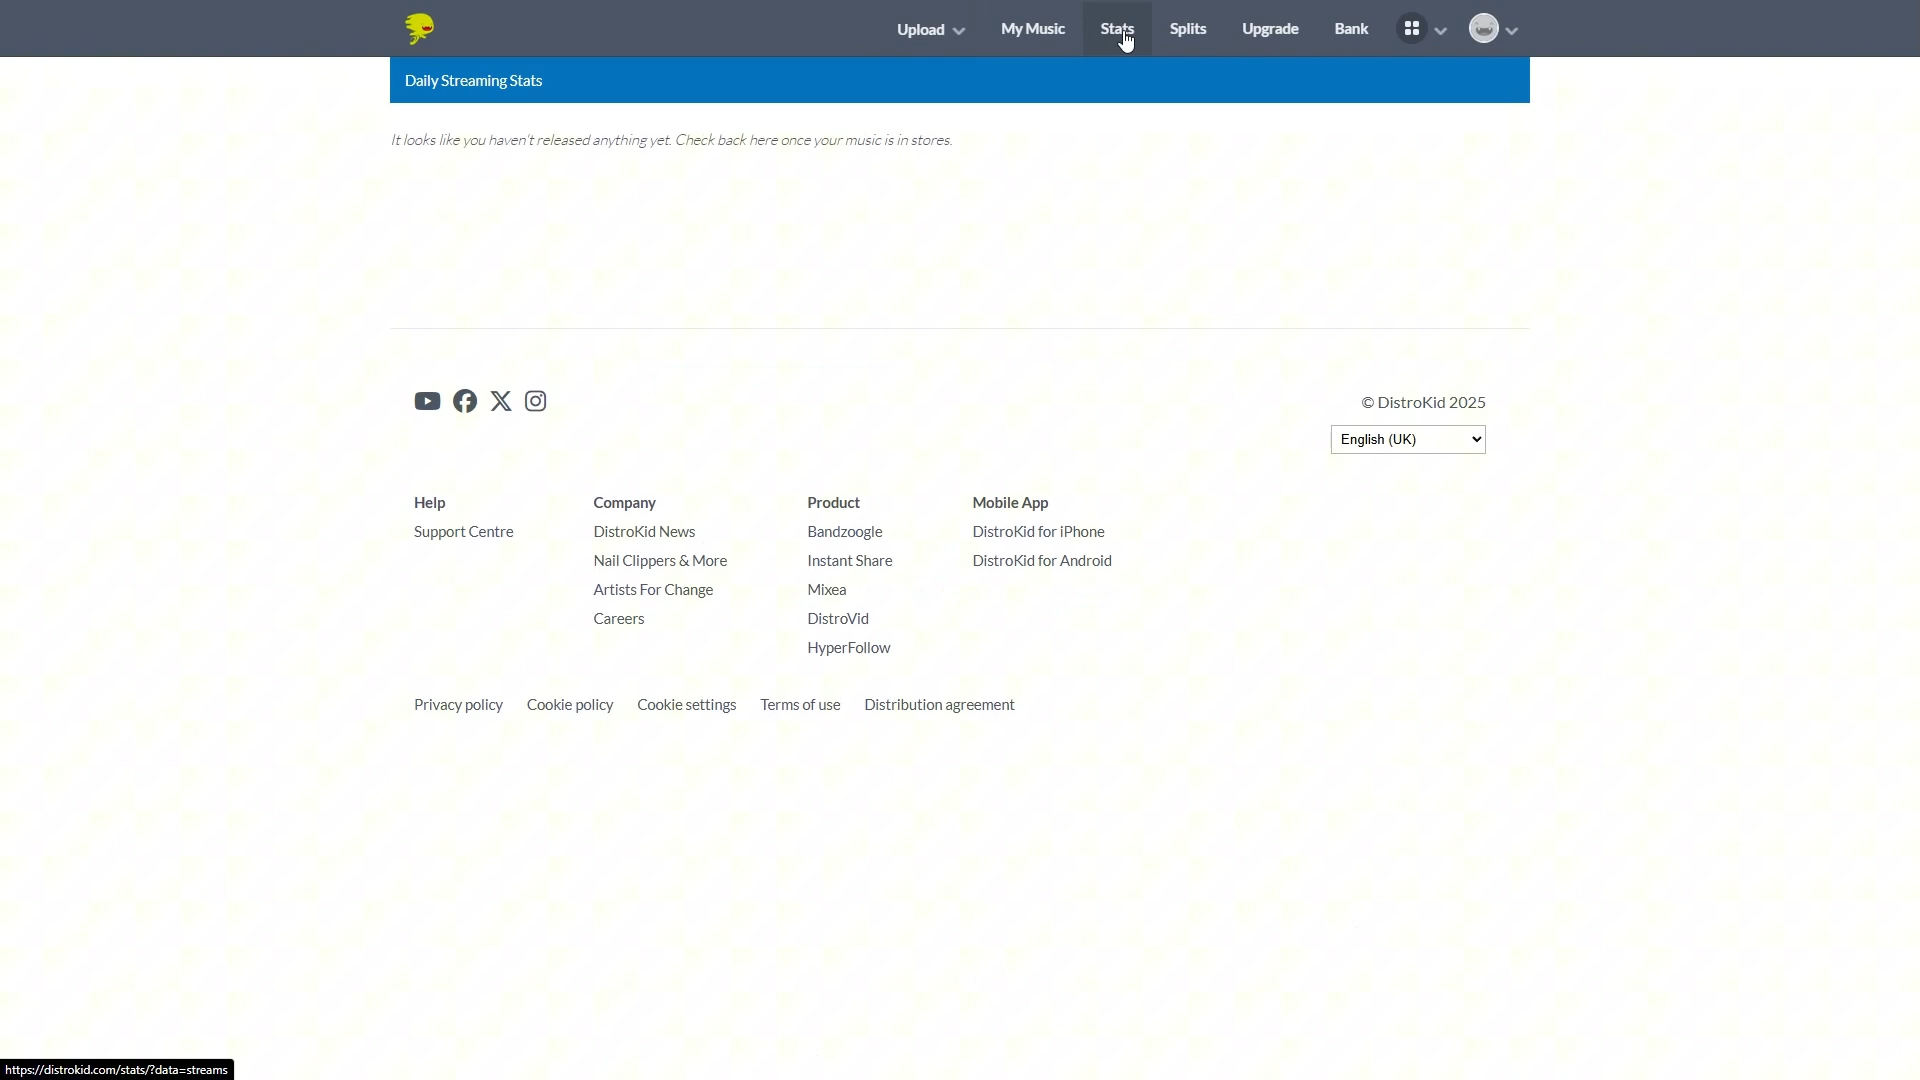 Upload
My Music
Stats
Splits
Upgrade
Bank
Daily Streaming Stats
It looks like you haven't released anything yet. Check back here once your music is in stores.
© DistroKid 2025
English (UK)
Help
Support Centre
Company
DistroKid News
Nail Clippers & More
Artists For Change
Careers
Product
Bandzoogle
Instant Share
Mixea
DistroVid
HyperFollow
Mobile App
DistroKid for iPhone
DistroKid for Android
Privacy policy
Cookie policy
Cookie settings
Terms of use
Distribution agreement
https://distrokid.com/stats/?data=streams